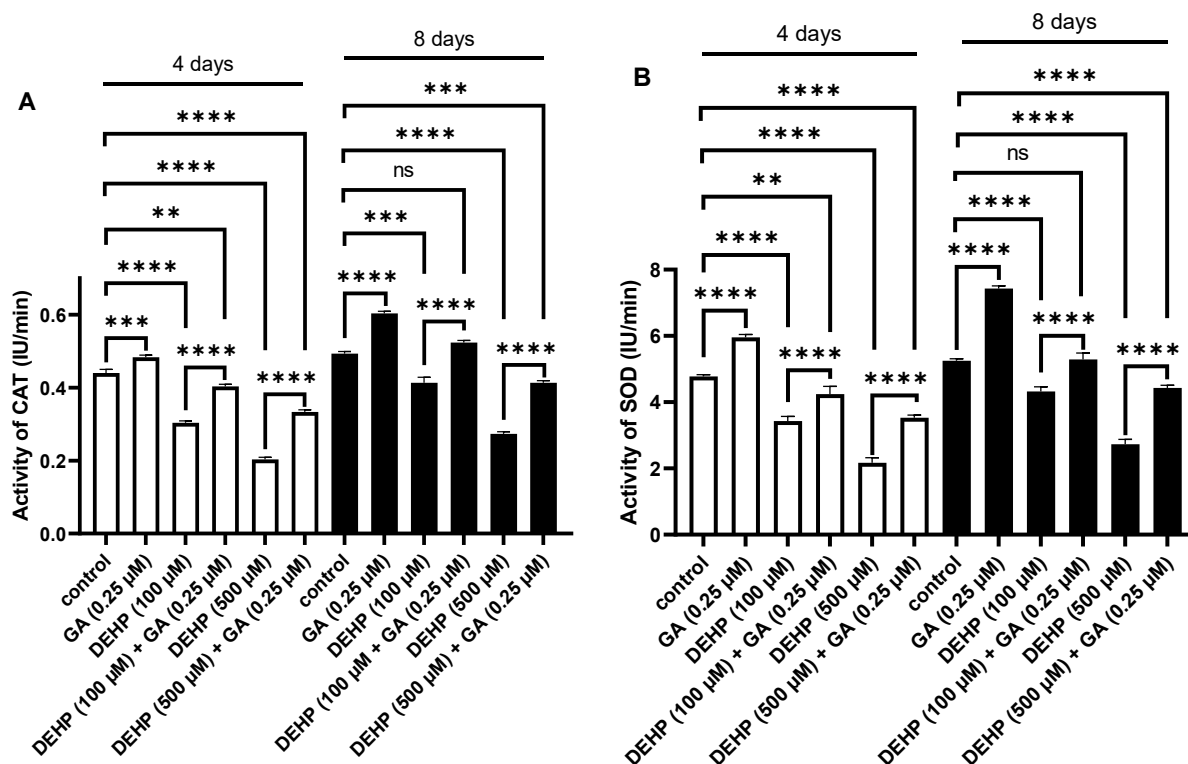 8 days
4 days
A
***
****
****
****
ns
**
***
****
****
***
****
****
****
****
Activity of CAT (IU/min)
0.6
0.4
0.2
0.0
control
GA (0.25 µM)
DEHP (100 µM)
DEHP (100 µM) + GA (0.25 µM)
DEHP (500 µM)
DEHP (500 µM) + GA (0.25 µM)
control
GA (0.25 µM)
DEHP (100 µM)
DEHP (100 µM + GA (0.25 µM)
DEHP (500 µM)
DEHP (500 µM) + GA (0.25 µM)
8 days
4 days
B
****
****
****
****
ns
**
****
****
****
****
****
****
****
****
Activity of SOD (IU/min)
8
6
4
2
0
control
GA (0.25 µM)
DEHP (100 µM)
DEHP (100 µM) + GA (0.25 µM)
DEHP (500 µM)
DEHP (500 µM) + GA (0.25 µM)
control
GA (0.25 µM)
DEHP (100 µM)
DEHP (100 µM) + GA (0.25 µM)
DEHP (500 µM)
DEHP (500 µM) + GA (0.25 µM)